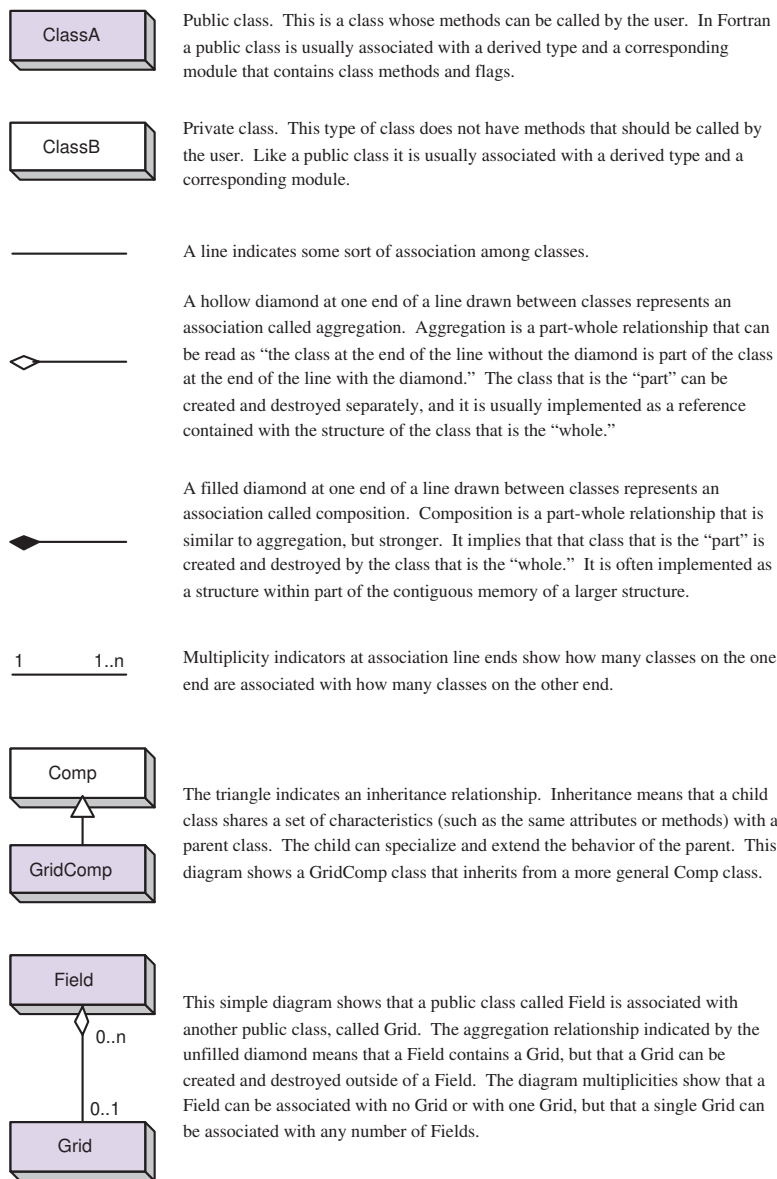 ClassA
Public class. This is a class whose methods can be called by the user. In Fortran
a public class is usually associated with a derived type and a corresponding
module that contains class methods and flags.
ClassB
Private class. This type of class does not have methods that should be called by
the user. Like a public class it is usually associated with a derived type and a
corresponding module.
A line indicates some sort of association among classes.
A hollow diamond at one end of a line drawn between classes represents an
association called aggregation. Aggregation is a part-whole relationship that can
be read as “the class at the end of the line without the diamond is part of the class
at the end of the line with the diamond.” The class that is the “part” can be
created and destroyed separately, and it is usually implemented as a reference
contained with the structure of the class that is the “whole.”
A filled diamond at one end of a line drawn between classes represents an
association called composition. Composition is a part-whole relationship that is
similar to aggregation, but stronger. It implies that that class that is the “part” is
created and destroyed by the class that is the “whole.” It is often implemented as
a structure within part of the contiguous memory of a larger structure.
1 1..n
Multiplicity indicators at association line ends show how many classes on the one
end are associated with how many classes on the other end.
Comp
GridComp
The triangle indicates an inheritance relationship. Inheritance means that a child
class shares a set of characteristics (such as the same attributes or methods) with a
parent class. The child can specialize and extend the behavior of the parent. This
diagram shows a GridComp class that inherits from a more general Comp class.
Field
0..n
0..1
Grid
This simple diagram shows that a public class called Field is associated with
another public class, called Grid. The aggregation relationship indicated by the
unfilled diamond means that a Field contains a Grid, but that a Grid can be
created and destroyed outside of a Field. The diagram multiplicities show that a
Field can be associated with no Grid or with one Grid, but that a single Grid can
be associated with any number of Fields.